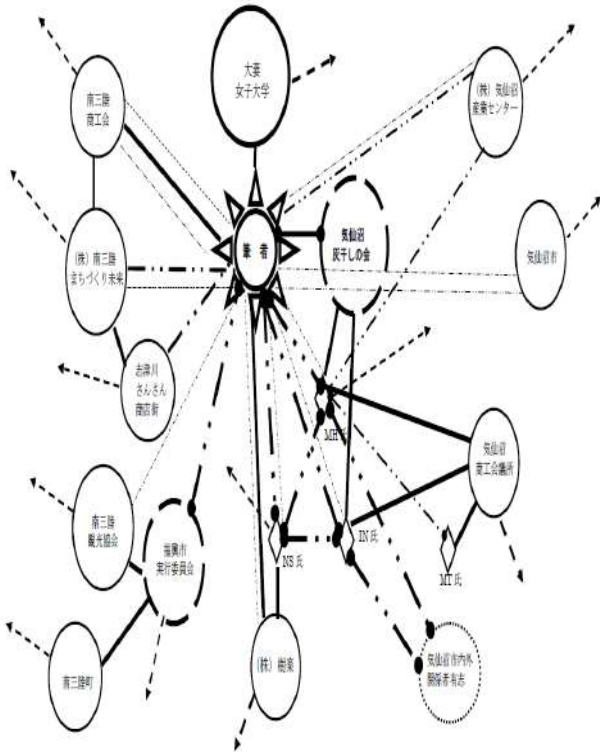 大妻
女子大学
南三陸
商工会
(株)気仙沼
産業センター
筆者
気仙沼
灰干しの会
(株)南三陸
まちづくり未来
気仙沼市
志津川
さんさん
商店街
MH氏
気仙沼
商工会議所
南三陸
観光協会
福興市
実行委員会
NS氏
IN氏
MT氏
南三陸町
(株)樹楽
気仙沼市内外
関係者有志